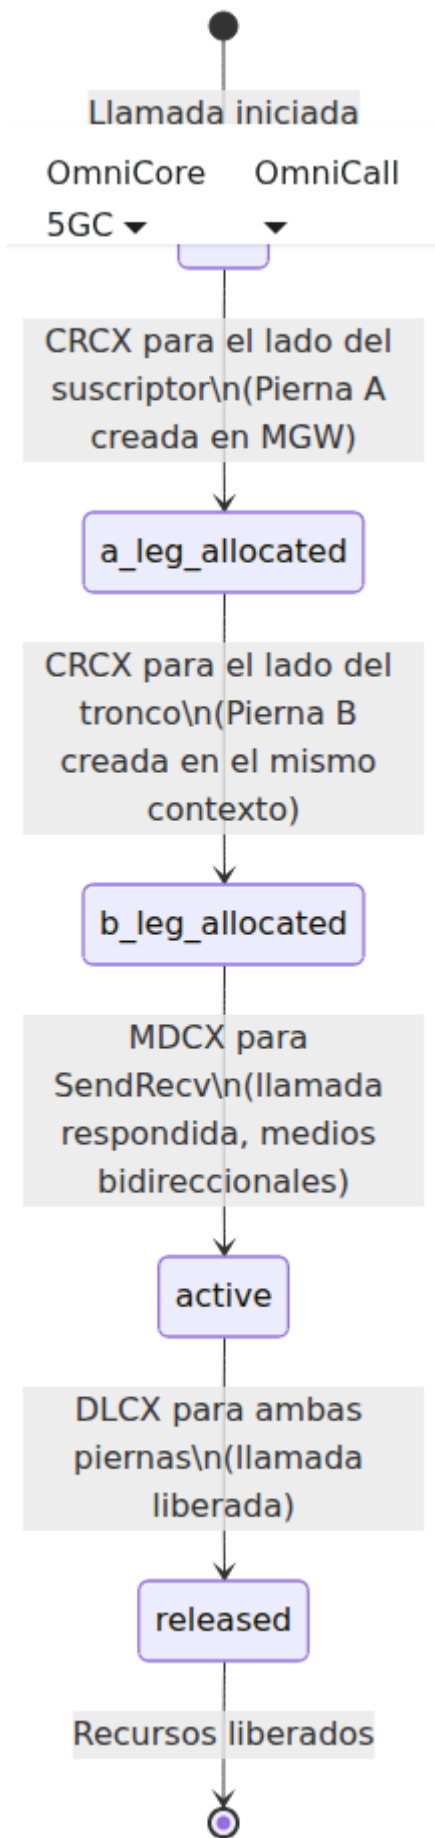 Llamada iniciada
OmniCore OmniCall
5GC
CRCX para el lado del
suscriptor\n(Pierna A
creada en MGW)
a_leg_allocated
CRCX para el lado del
tronco\n(Pierna B
creada en el mismo
contexto)
b_leg_allocated
MDCX para
SendRecv\n(llamada
respondida, medios
bidireccionales)
active
DLCX para ambas
piernas\n(llamada
liberada)
released
Recursos liberados